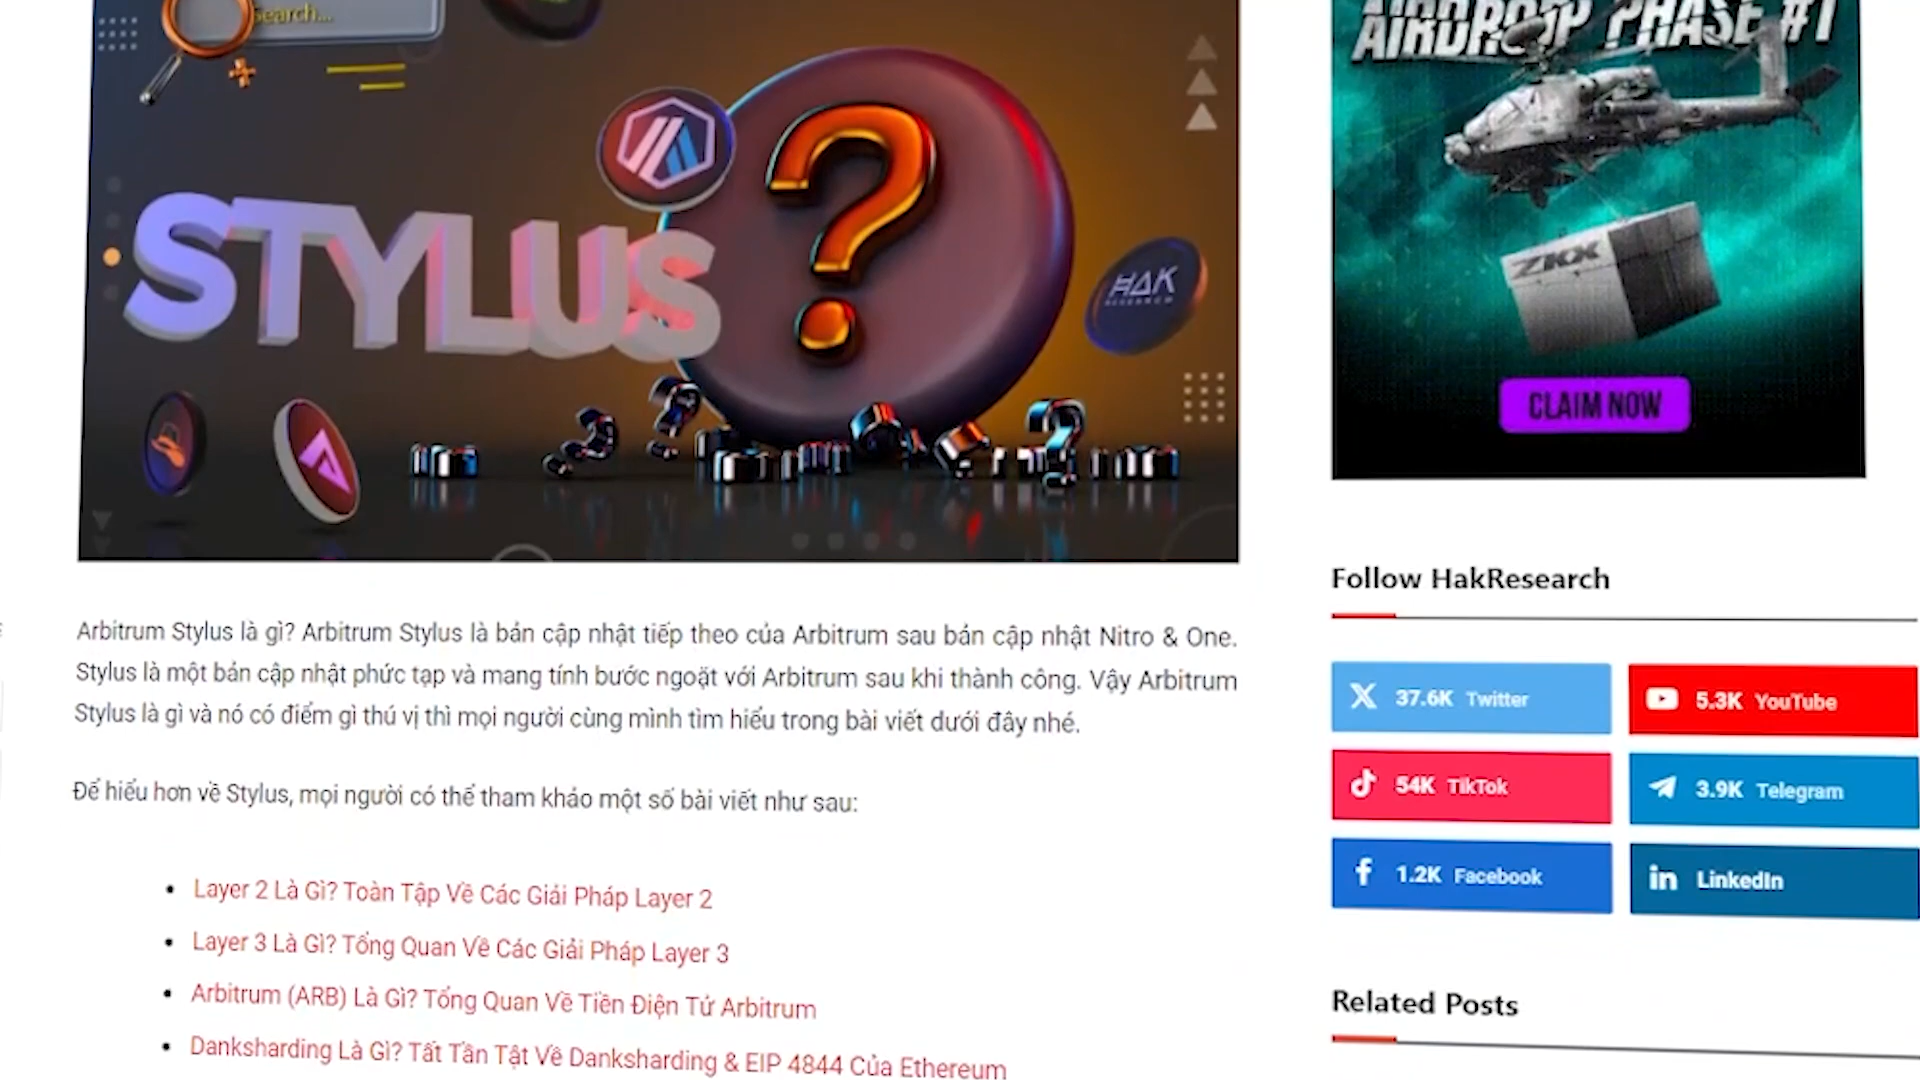 Search...
STYLUS
HAK
RESEARCH
Arbitrum Stylus là gì? Arbitrum Stylus là bản cập nhật tiếp theo của Arbitrum sau bản cập nhật Nitro & One.
Stylus là một bản cập nhật phức tạp và mang tính bước ngoặt với Arbitrum sau khi thành công. Vậy Arbitrum
Stylus là gì và nó có điểm gì thú vị thì mọi người cùng mình tìm hiểu trong bài viết dưới đây nhé.
Để hiểu hơn về Stylus, mọi người có thể tham khảo một số bài viết như sau:
Layer 2 Là Gì? Toàn Tập Về Các Giải Pháp Layer 2
Layer 3 Là Gì? Tổng Quan Về Các Giải Pháp Layer 3
Arbitrum (ARB) Là Gì? Tổng Quan Về Tiền Điện Tử Arbitrum
Danksharding Là Gì? Tất Tần Tật Về Danksharding & EIP 4844 Của Ethereum
AIRDROP PHASE #1
ZKX
CLAIM NOW
Follow HakResearch
37.6K Twitter
5.3K YouTube
54K TikTok
3.9K Telegram
1.2K Facebook
LinkedIn
Related Posts